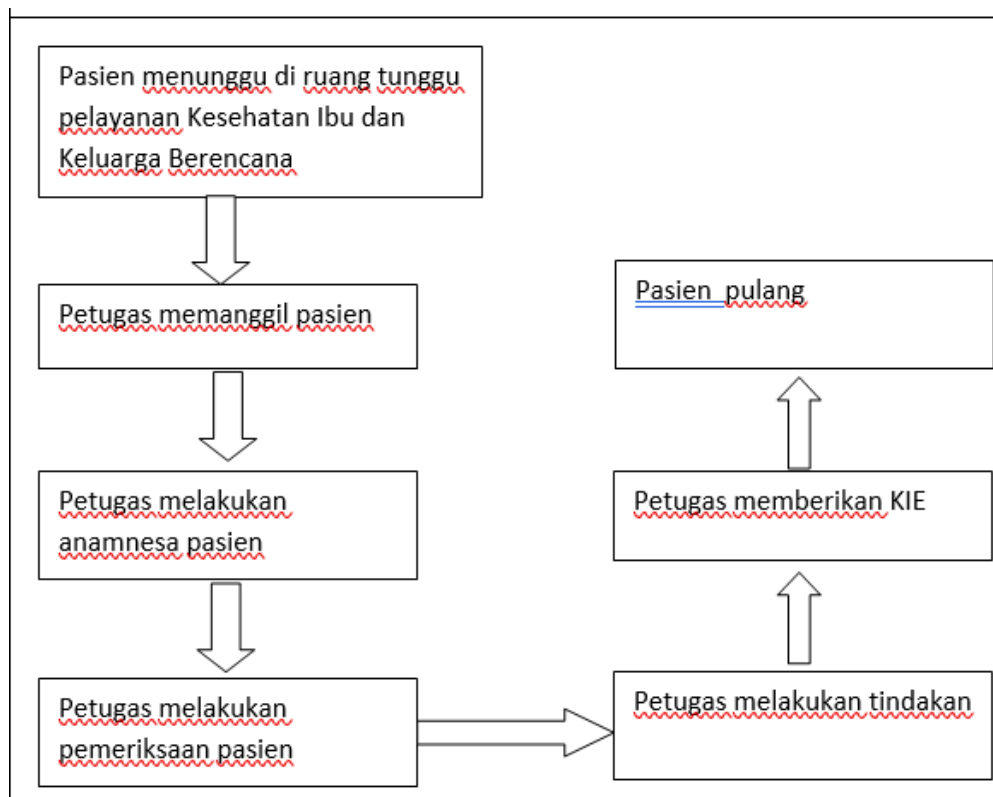 Pasien menunggu di ruang tunggu
pelayanan Kesehatan Ibu dan
Keluarga Berencana
Petugas memanggil pasien
Petugas melakukan
anamnesa pasien
Petugas melakukan
pemeriksaan pasien
Petugas melakukan tindakan
Petugas memberikan KIE
Pasien  pulang